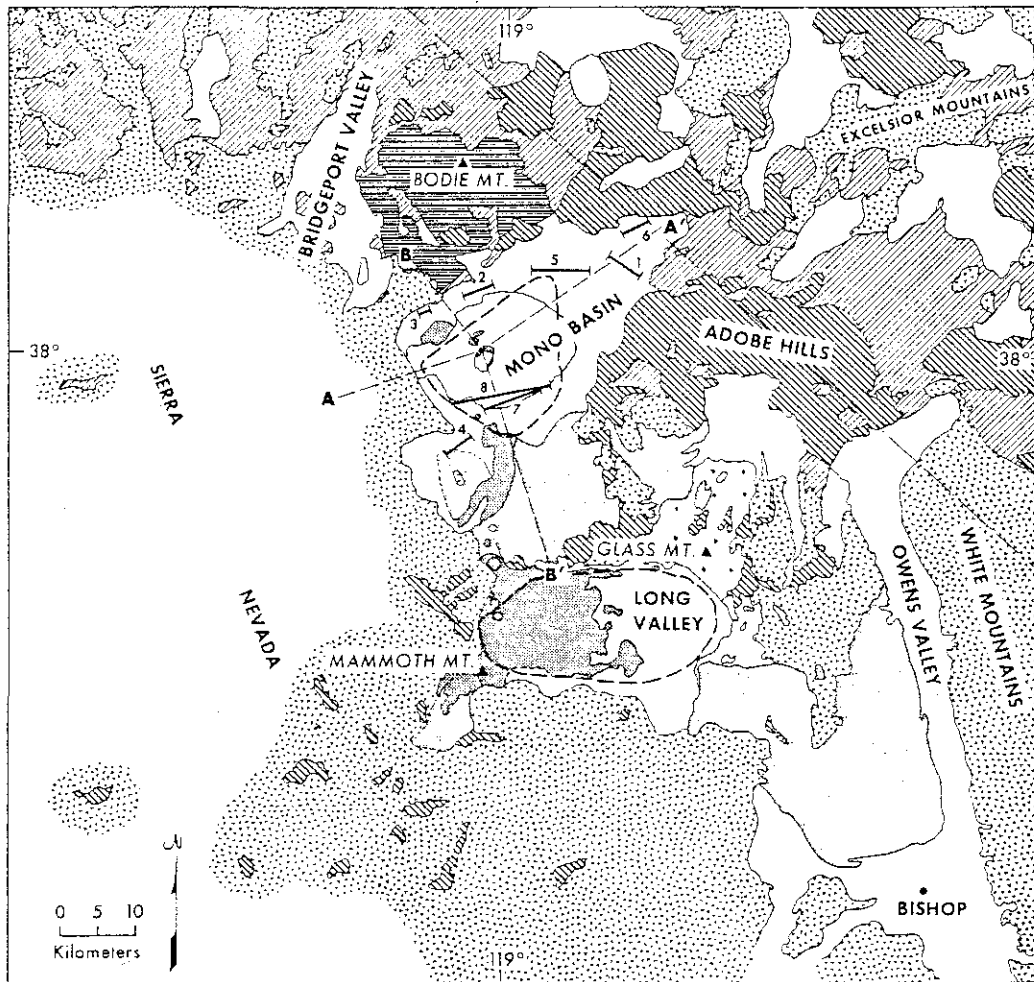 119°
BRIDGEPORT VALLEY
EXCELSIOR MOUNTAINS
BODIE MT.
B
A'
6
1
5
2
3
MONO BASIN
ADOBE HILLS
38°
38°
SIERRA
A
8
7
4
GLASS MT.
B'
LONG
VALLEY
OWENS VALLEY
WHITE MOUNTAINS
NEVADA
MAMMOTH MT.
N
0 5 10
Kilometers
BISHOP
119°